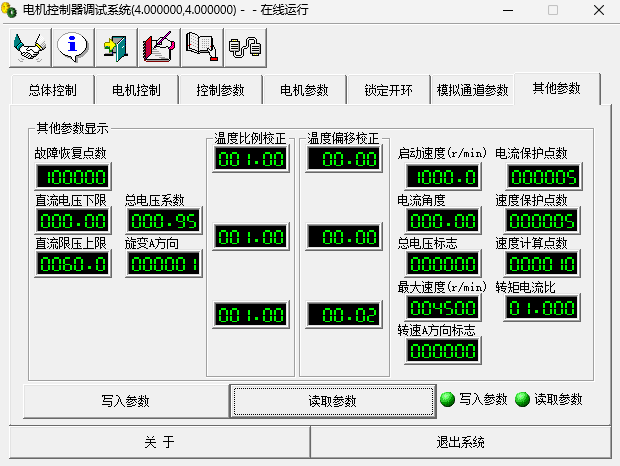 电机控制器调试系统(4.000000,4.000000) - - 在线运行
总体控制 电机控制 控制参数 电机参数 锁定开环 模拟通道参数 其他参数
其他参数显示
故障恢复点数
100000
直流电压下限 总电压系数
000.00 000.95
直流限压上限 旋变A方向
0060.0 000001
温度比例校正
001.00
001.00
001.00
温度偏移校正
00.00
00.00
00.02
启动速度(r/min) 电流保护点数
1000.0 000005
电流角度 速度保护点数
000.00 000005
总电压标志 速度计算点数
000000 000010
最大速度(r/min) 转矩电流比
004500 01.000
转速A方向标志
000000
写入参数 读取参数 写入参数 读取参数
关 于 退出系统